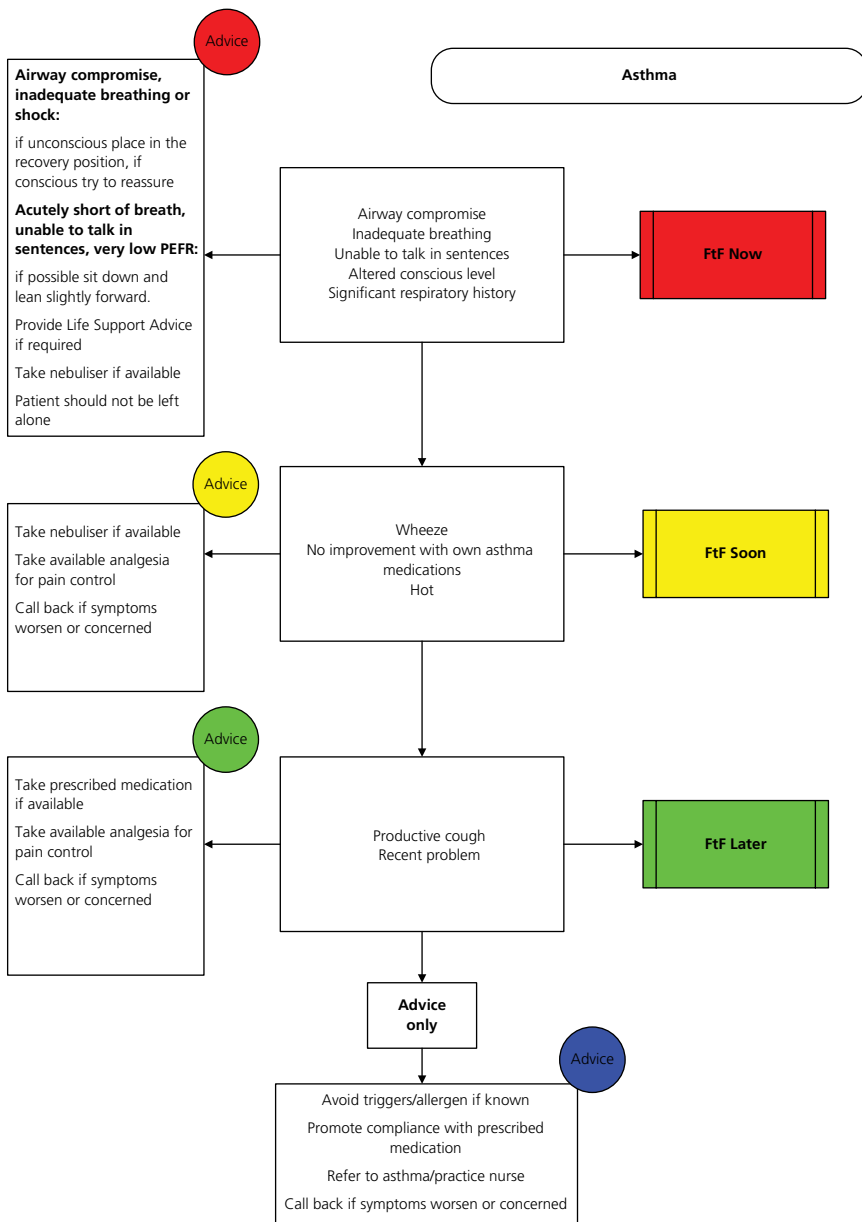 Asthma
Advice
Airway compromise,
inadequate breathing or
shock:
if unconscious place in the
recovery position, if
conscious try to reassure
Acutely short of breath,
unable to talk in
sentences, very low PEFR:
if possible sit down and
lean slightly forward.
Provide Life Support Advice
if required
Take nebuliser if available
Patient should not be left
alone
Airway compromise
Inadequate breathing
Unable to talk in sentences
Altered conscious level
Significant respiratory history
FtF Now
Advice
Take nebuliser if available
Take available analgesia
for pain control
Call back if symptoms
worsen or concerned
Wheeze
No improvement with own asthma
medications
Hot
FtF Soon
Advice
Take prescribed medication
if available
Take available analgesia for
pain control
Call back if symptoms
worsen or concerned
Productive cough
Recent problem
FtF Later
Advice
only
Advice
Avoid triggers/allergen if known
Promote compliance with prescribed
medication
Refer to asthma/practice nurse
Call back if symptoms worsen or concerned